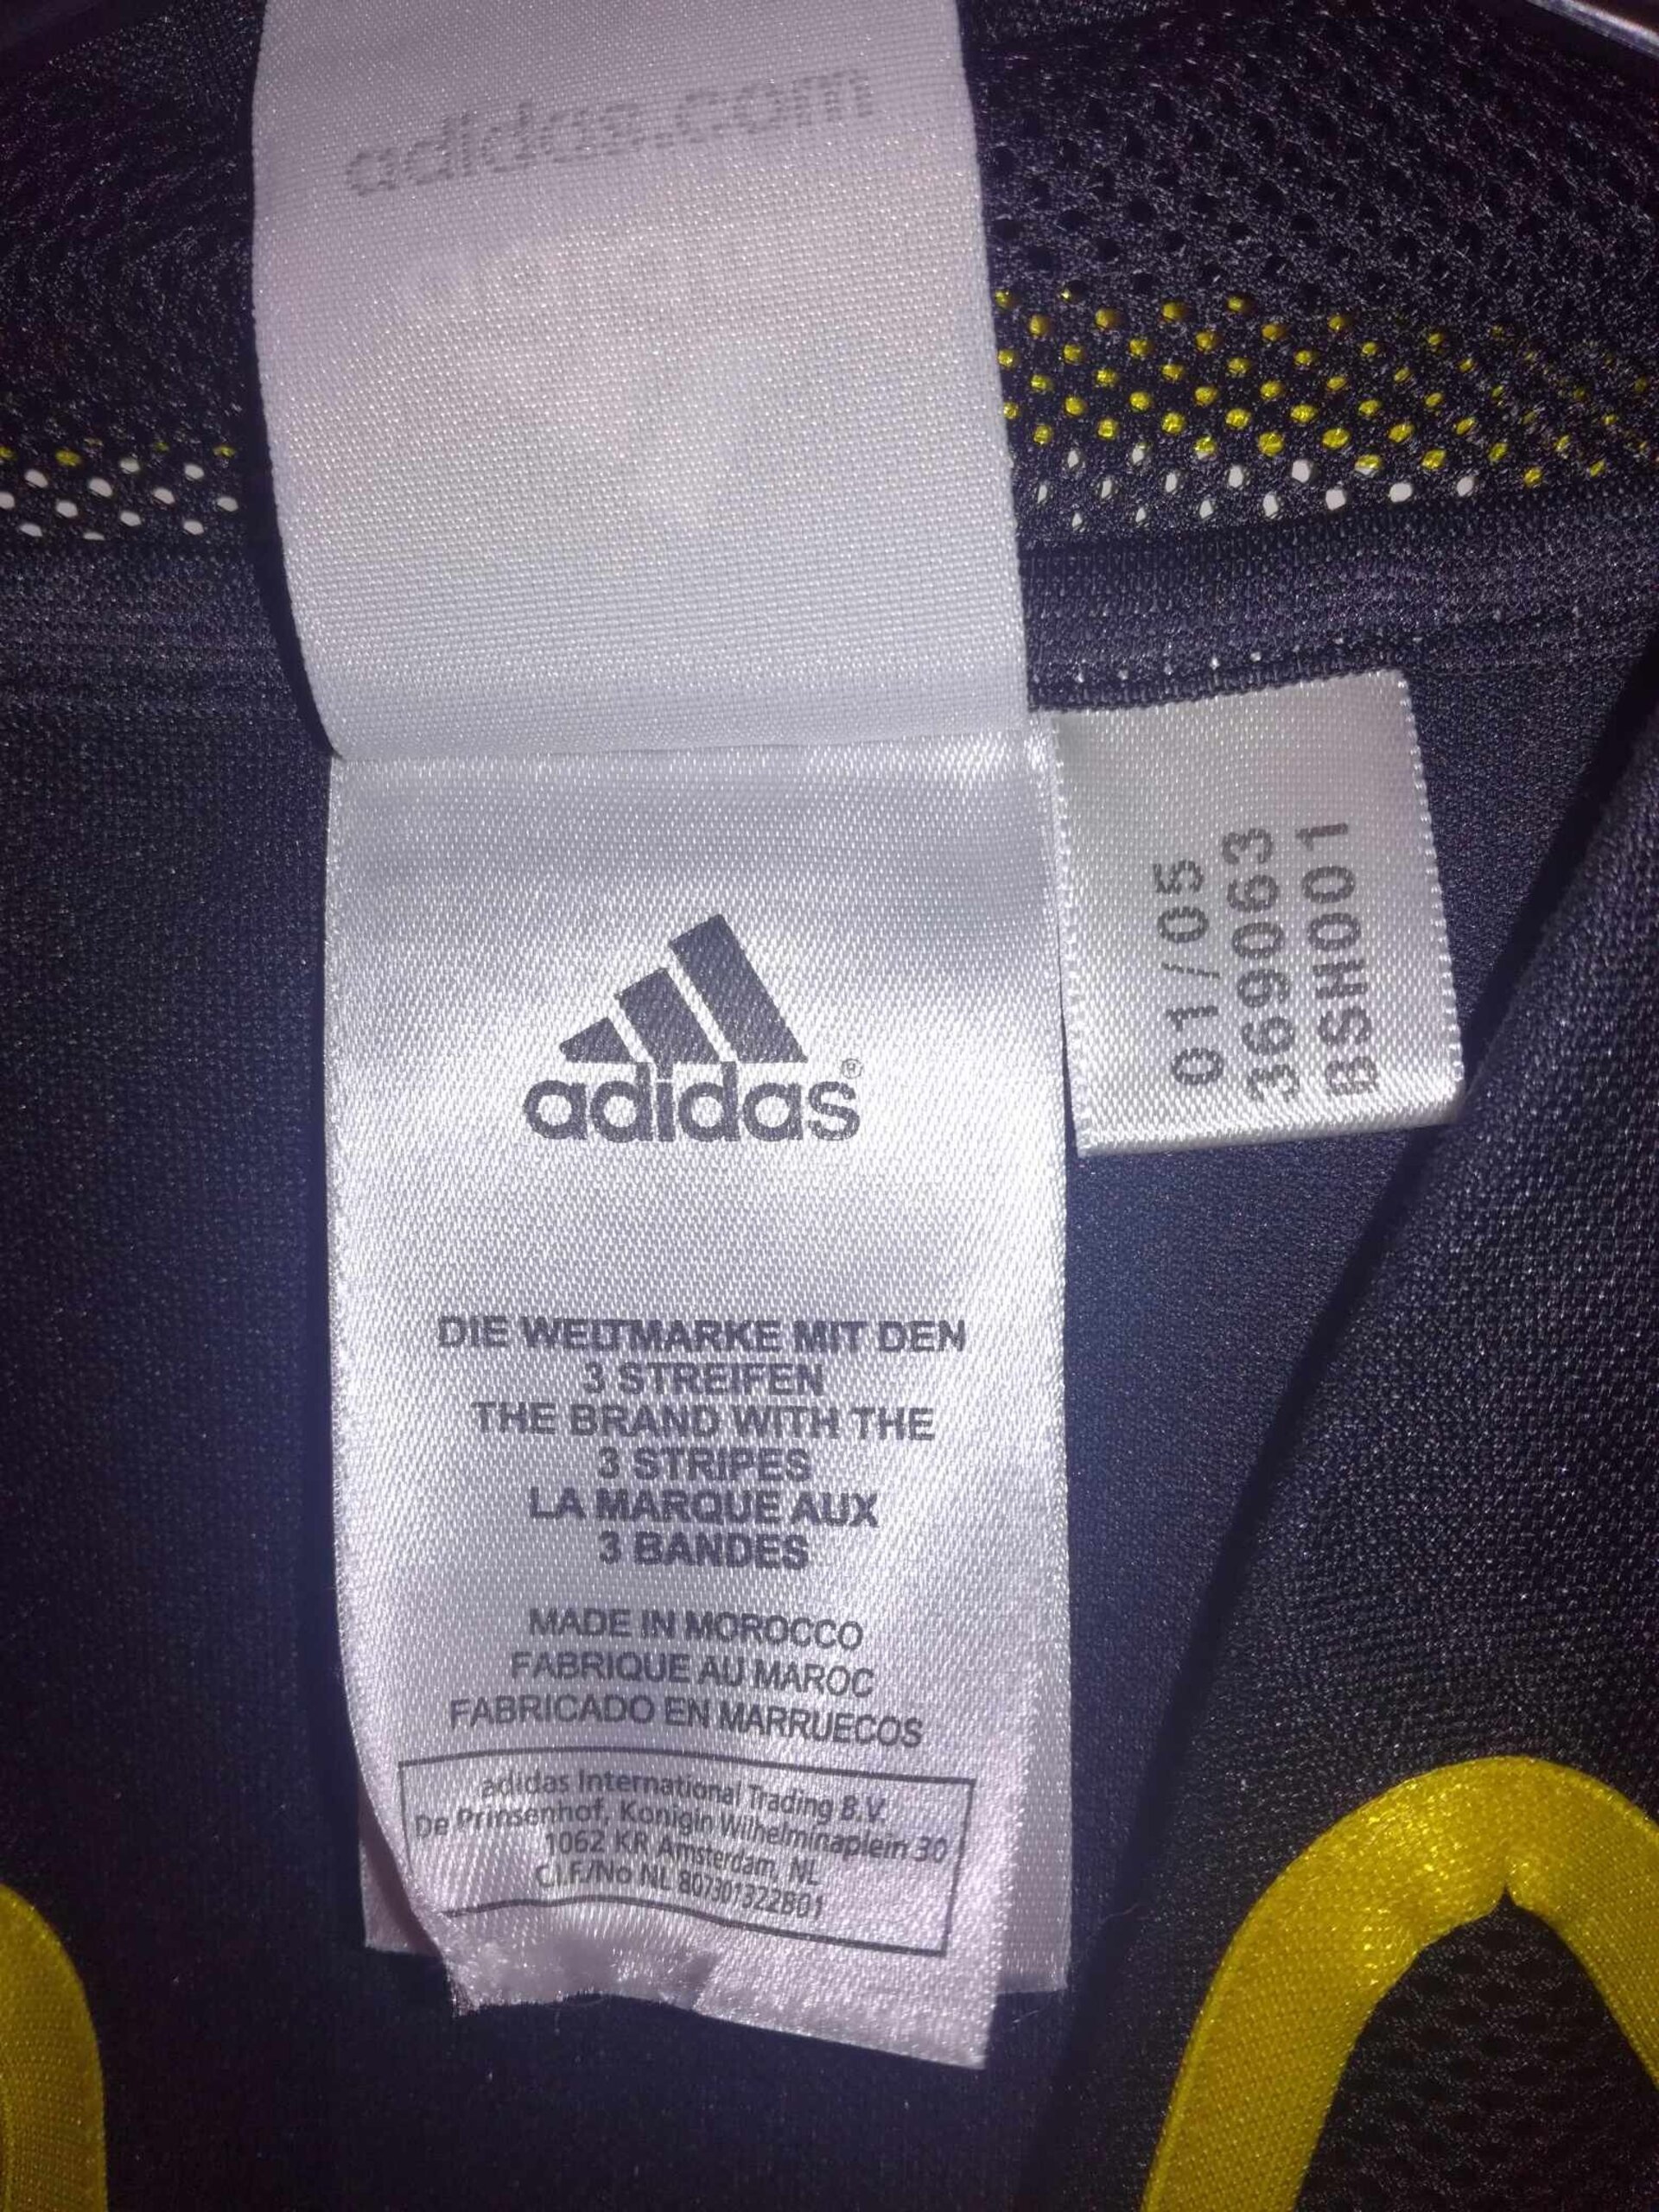 adidas.com
adidas®
DIE WELTMARKE MIT DEN
3 STREIFEN
THE BRAND WITH THE
3 STRIPES
LA MARQUE AUX
3 BANDES
MADE IN MOROCCO
FABRIQUE AU MAROC
FABRICADO EN MARRUECOS
adidas International Trading B.V.
De Prinsenhof, Konigin Wilhelminaplein 30
1062 KR Amsterdam, NL
C.I.F./No NL 807301322B01
01/05
369063
BSH001